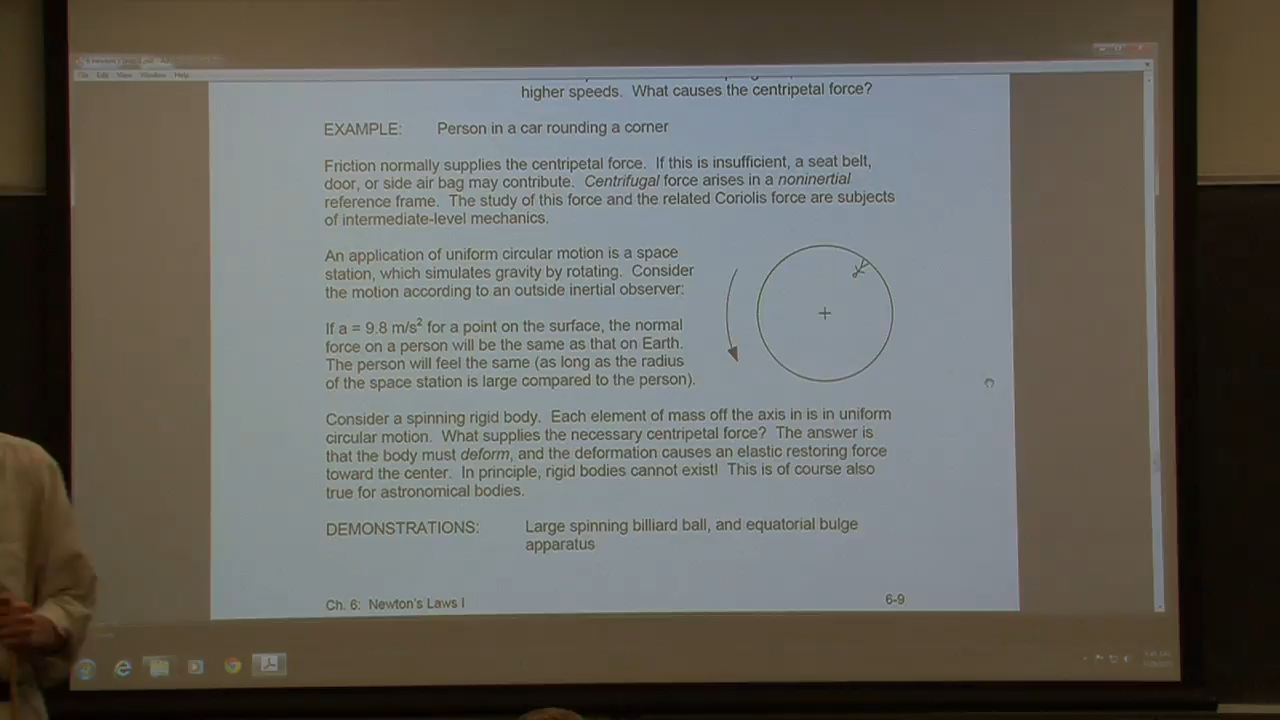 File Edit View Window Help
higher speeds. What causes the centripetal force?
EXAMPLE: Person in a car rounding a corner
Friction normally supplies the centripetal force. If this is insufficient, a seat belt,
door, or side air bag may contribute. Centrifugal force arises in a noninertial
reference frame. The study of this force and the related Coriolis force are subjects
of intermediate-level mechanics.
An application of uniform circular motion is a space
station, which simulates gravity by rotating. Consider
the motion according to an outside inertial observer:
If a = 9.8 m/s² for a point on the surface, the normal
force on a person will be the same as that on Earth.
The person will feel the same (as long as the radius
of the space station is large compared to the person).
Consider a spinning rigid body. Each element of mass off the axis in is in uniform
circular motion. What supplies the necessary centripetal force? The answer is
that the body must deform, and the deformation causes an elastic restoring force
toward the center. In principle, rigid bodies cannot exist! This is of course also
true for astronomical bodies.
DEMONSTRATIONS: Large spinning billiard ball, and equatorial bulge
apparatus
Ch. 6: Newton's Laws I 6-9